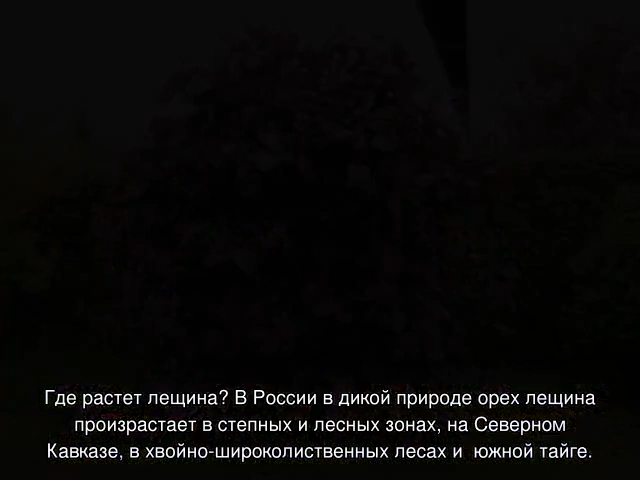 Где растет лещина? В России в дикой природе орех лещина
произрастает в степных и лесных зонах, на Северном
Кавказе, в хвойно-широколиственных лесах и  южной тайге.